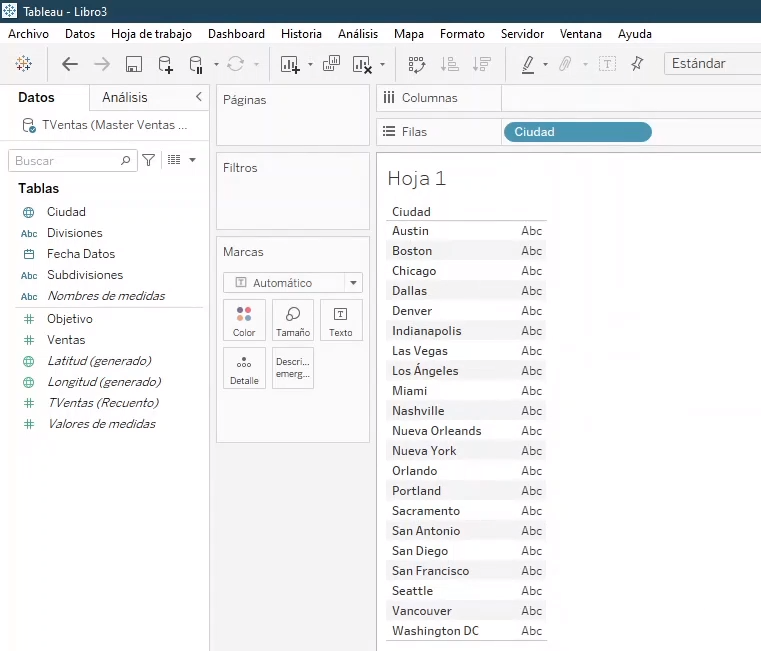 Tableau - Libro3
Archivo Datos Hoja de trabajo Dashboard Historia Análisis Mapa Formato Servidor Ventana Ayuda
Estándar
Datos Análisis
TVentas (Master Ventas ...
Buscar
Tablas
Ciudad
Abc Divisiones
Fecha Datos
Abc Subdivisiones
Abc Nombres de medidas
Objetivo
Ventas
Latitud (generado)
Longitud (generado)
TVentas (Recuento)
Valores de medidas
Páginas
Filtros
Marcas
Automático
Color Tamaño Texto
Detalle Descri...
emerg...
Columnas
Filas Ciudad
Hoja 1
Ciudad
Austin Abc
Boston Abc
Chicago Abc
Dallas Abc
Denver Abc
Indianapolis Abc
Las Vegas Abc
Los Ángeles Abc
Miami Abc
Nashville Abc
Nueva Orleands Abc
Nueva York Abc
Orlando Abc
Portland Abc
Sacramento Abc
San Antonio Abc
San Diego Abc
San Francisco Abc
Seattle Abc
Vancouver Abc
Washington DC Abc